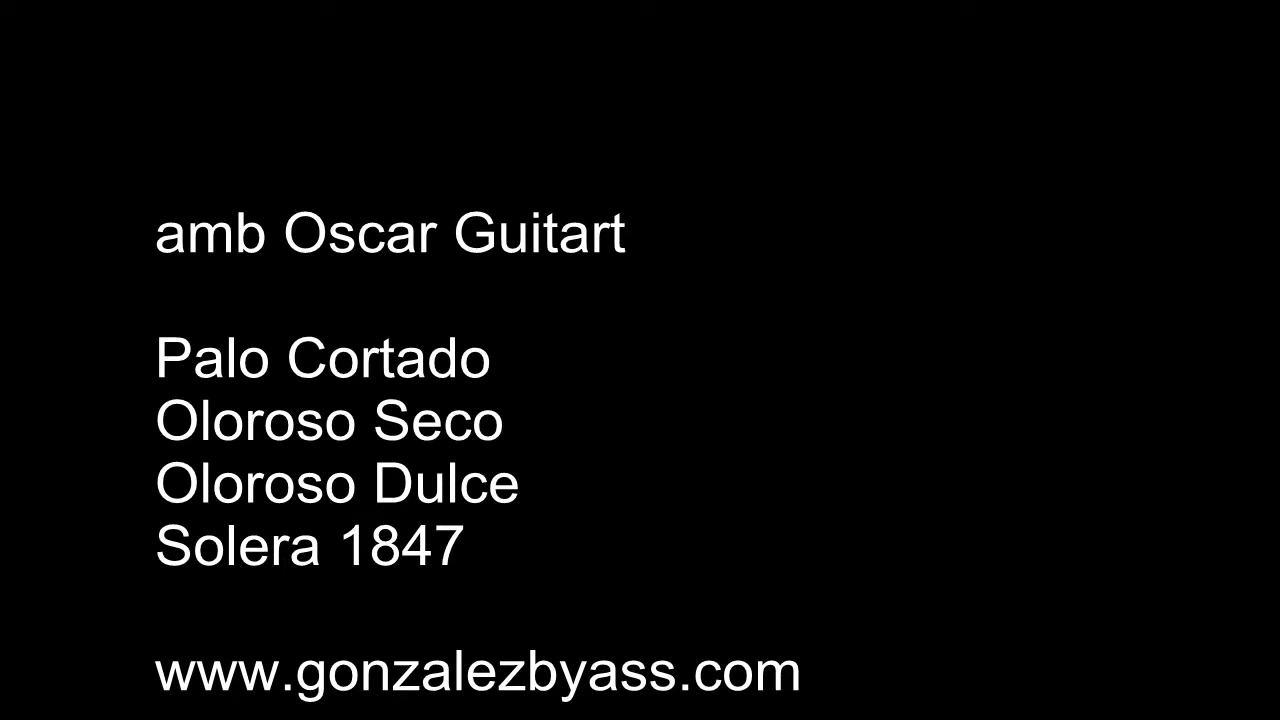 amb Oscar Guitart
Palo Cortado
Oloroso Seco
Oloroso Dulce
Solera 1847
www.gonzalezbyass.com